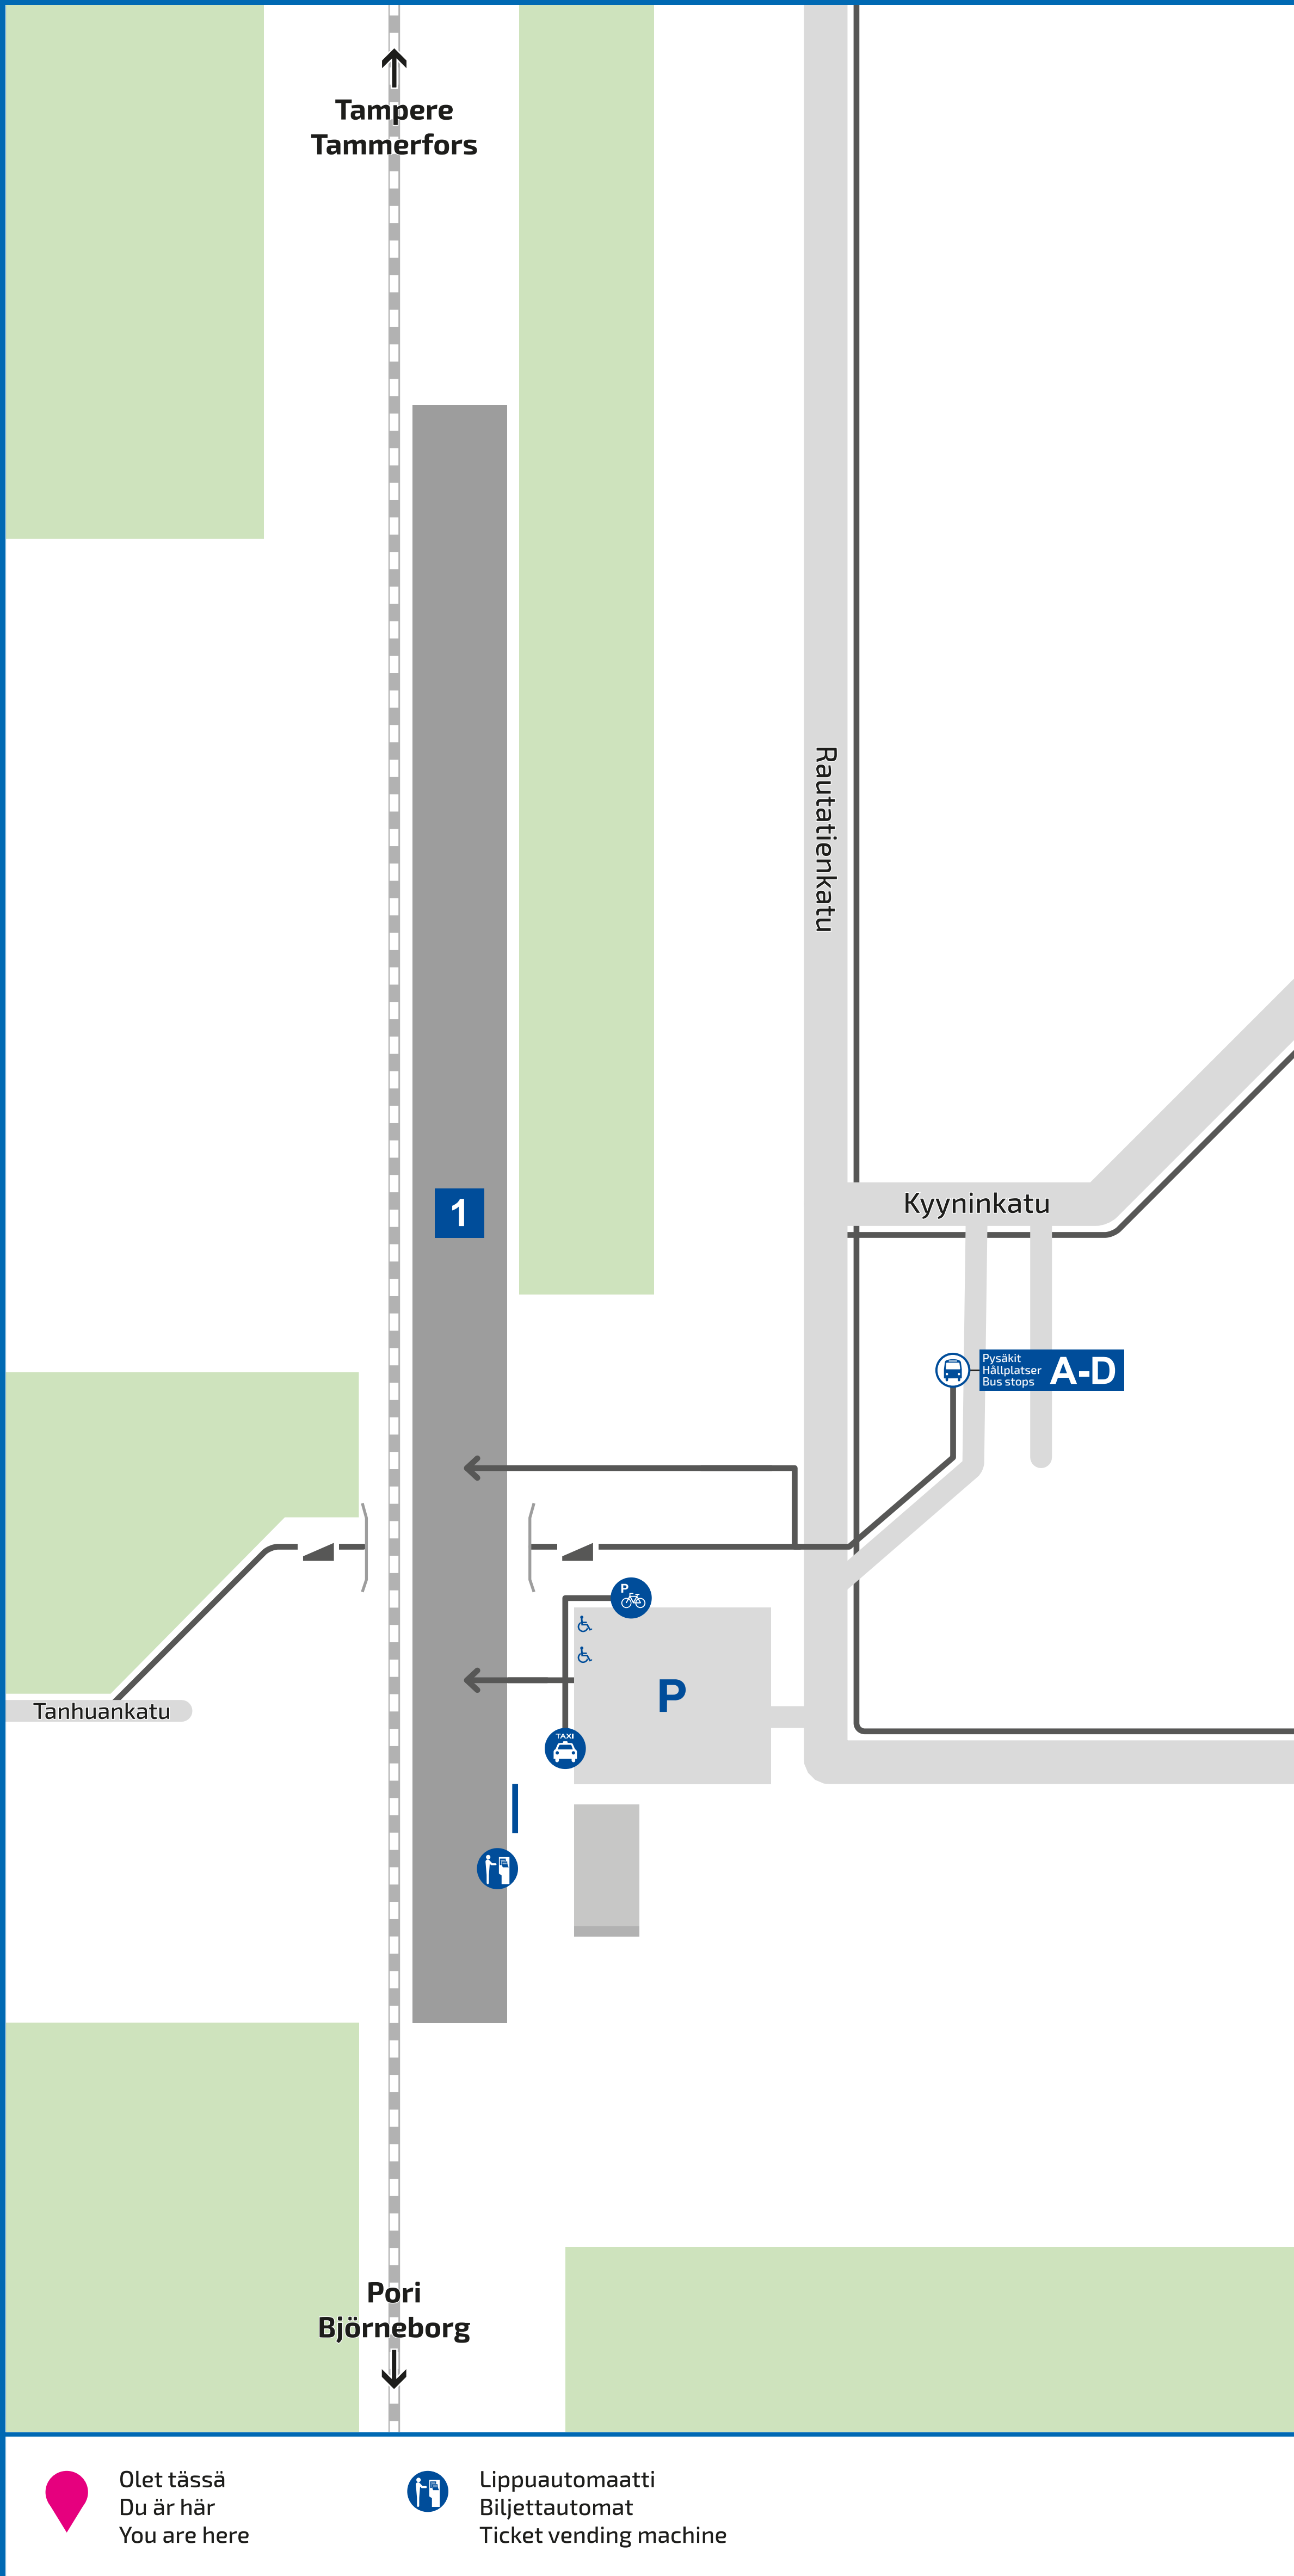 Tampere
Tammerfors
Rautatienkatu
1
Kyyninkatu
Pysäkit
Hållplatser
Bus stops
A-D
P
P
Tanhuankatu
TAXI
Pori
Björneborg
Olet tässä
Du är här
You are here
Lippuautomaatti
Biljettautomat
Ticket vending machine